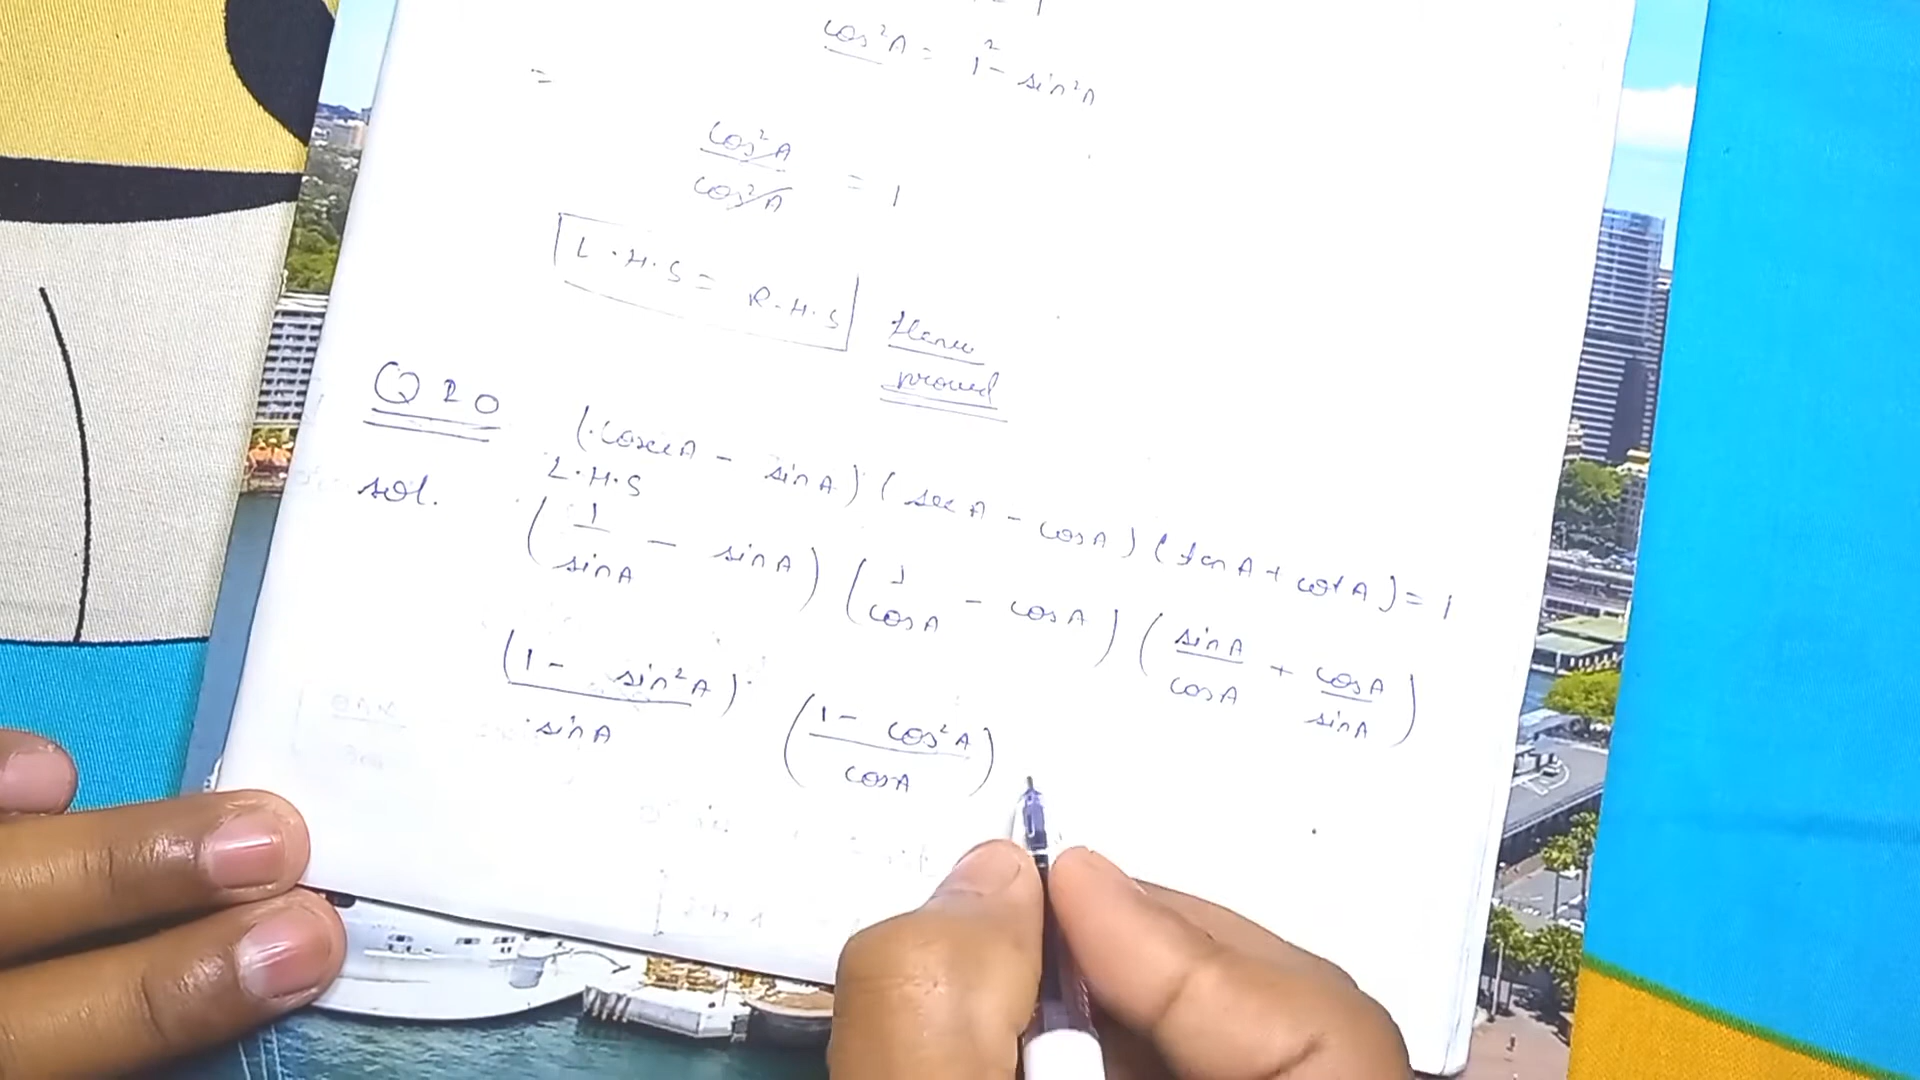 cos²A = 1² - sin²A
=
cos²A
cos²A = 1
L.H.S = R.H.S Hence
proved
Q 20 (CosecA - sinA) (secA - cosA) (tanA + cotA) = 1
sol. L.H.S
(1/sinA - sinA) (1/cosA - cosA) (sinA/cosA + cosA/sinA)
(1 - sin²A)/sinA (1 - cos²A/cosA)